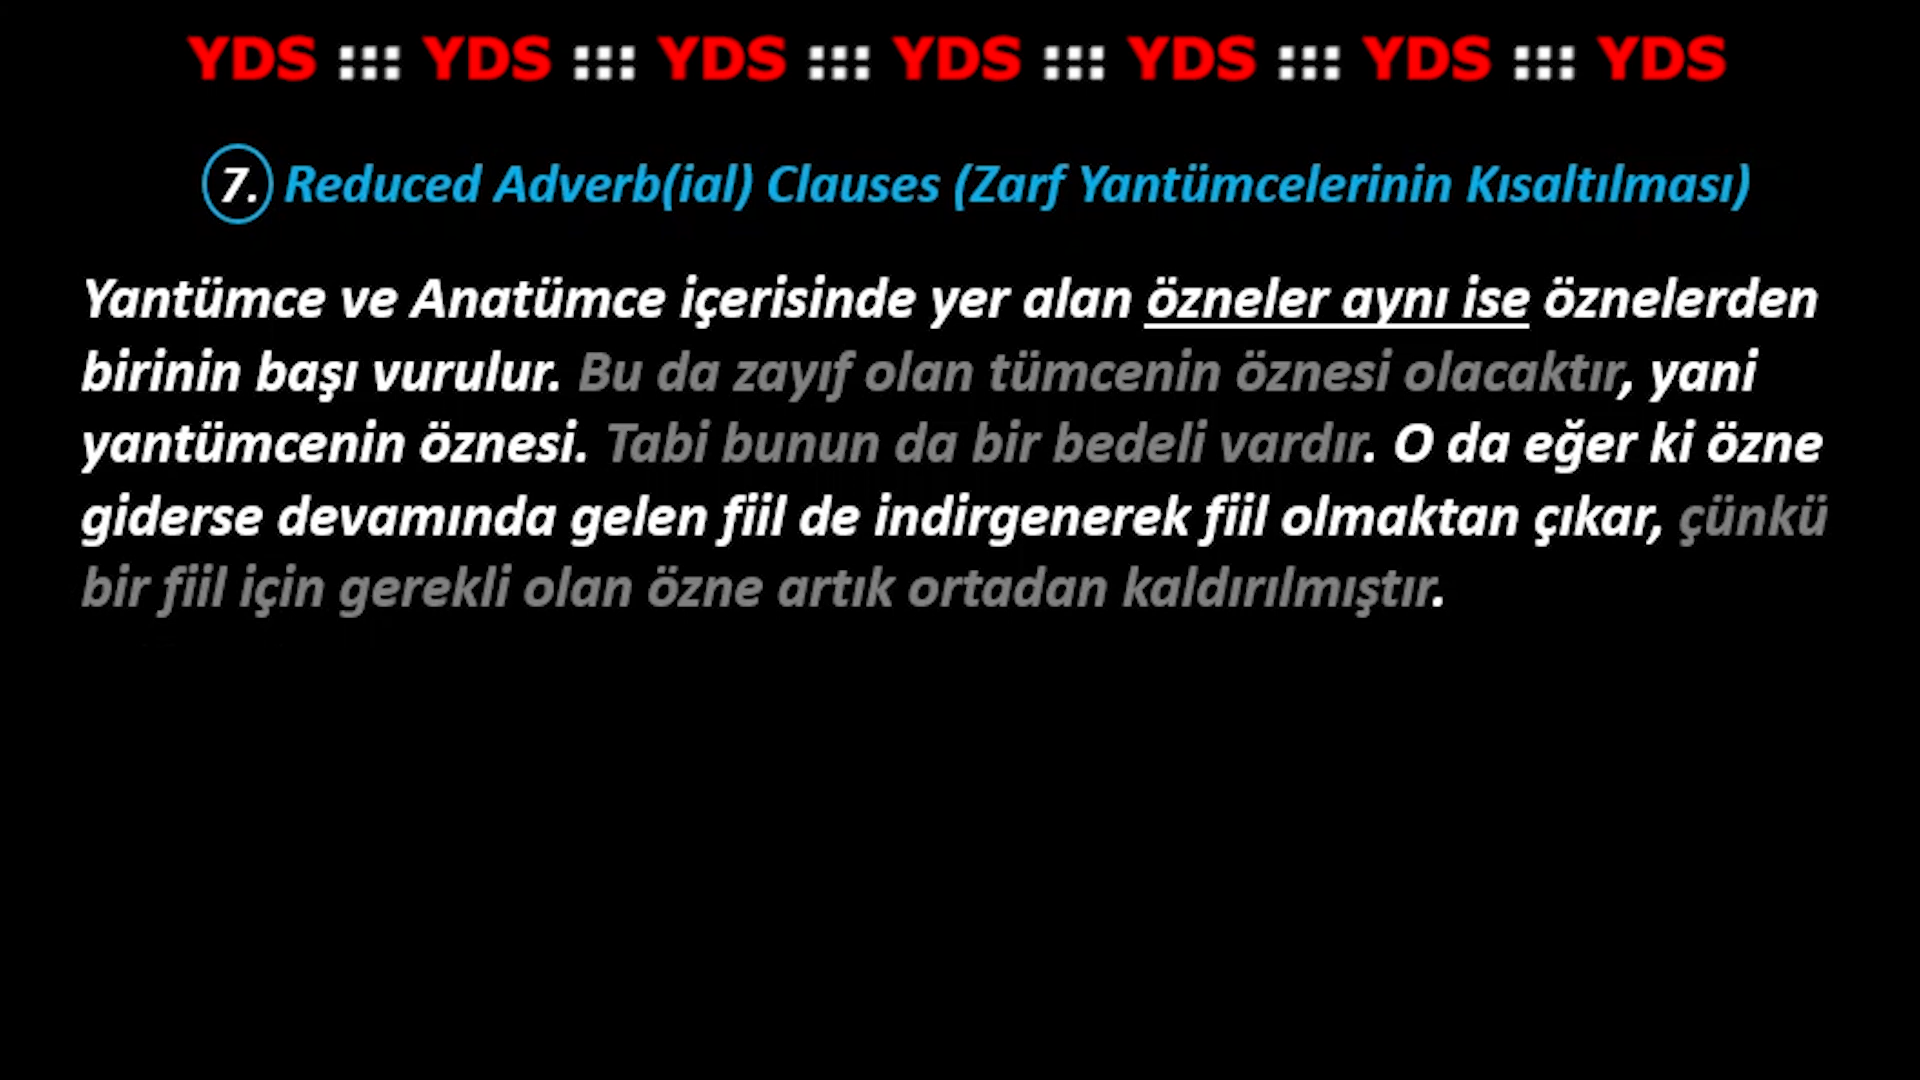 YDS ::: YDS ::: YDS ::: YDS ::: YDS ::: YDS ::: YDS
7. Reduced Adverb(ial) Clauses (Zarf Yantümcelerinin Kısaltılması)
Yantümce ve Anatümce içerisinde yer alan özneler aynı ise öznelerden
birinin başı vurulur. Bu da zayıf olan tümcenin öznesi olacaktır, yani
yantümcenin öznesi. Tabi bunun da bir bedeli vardır. O da eğer ki özne
giderse devamında gelen fiil de indirgenerek fiil olmaktan çıkar, çünkü
bir fiil için gerekli olan özne artık ortadan kaldırılmıştır.